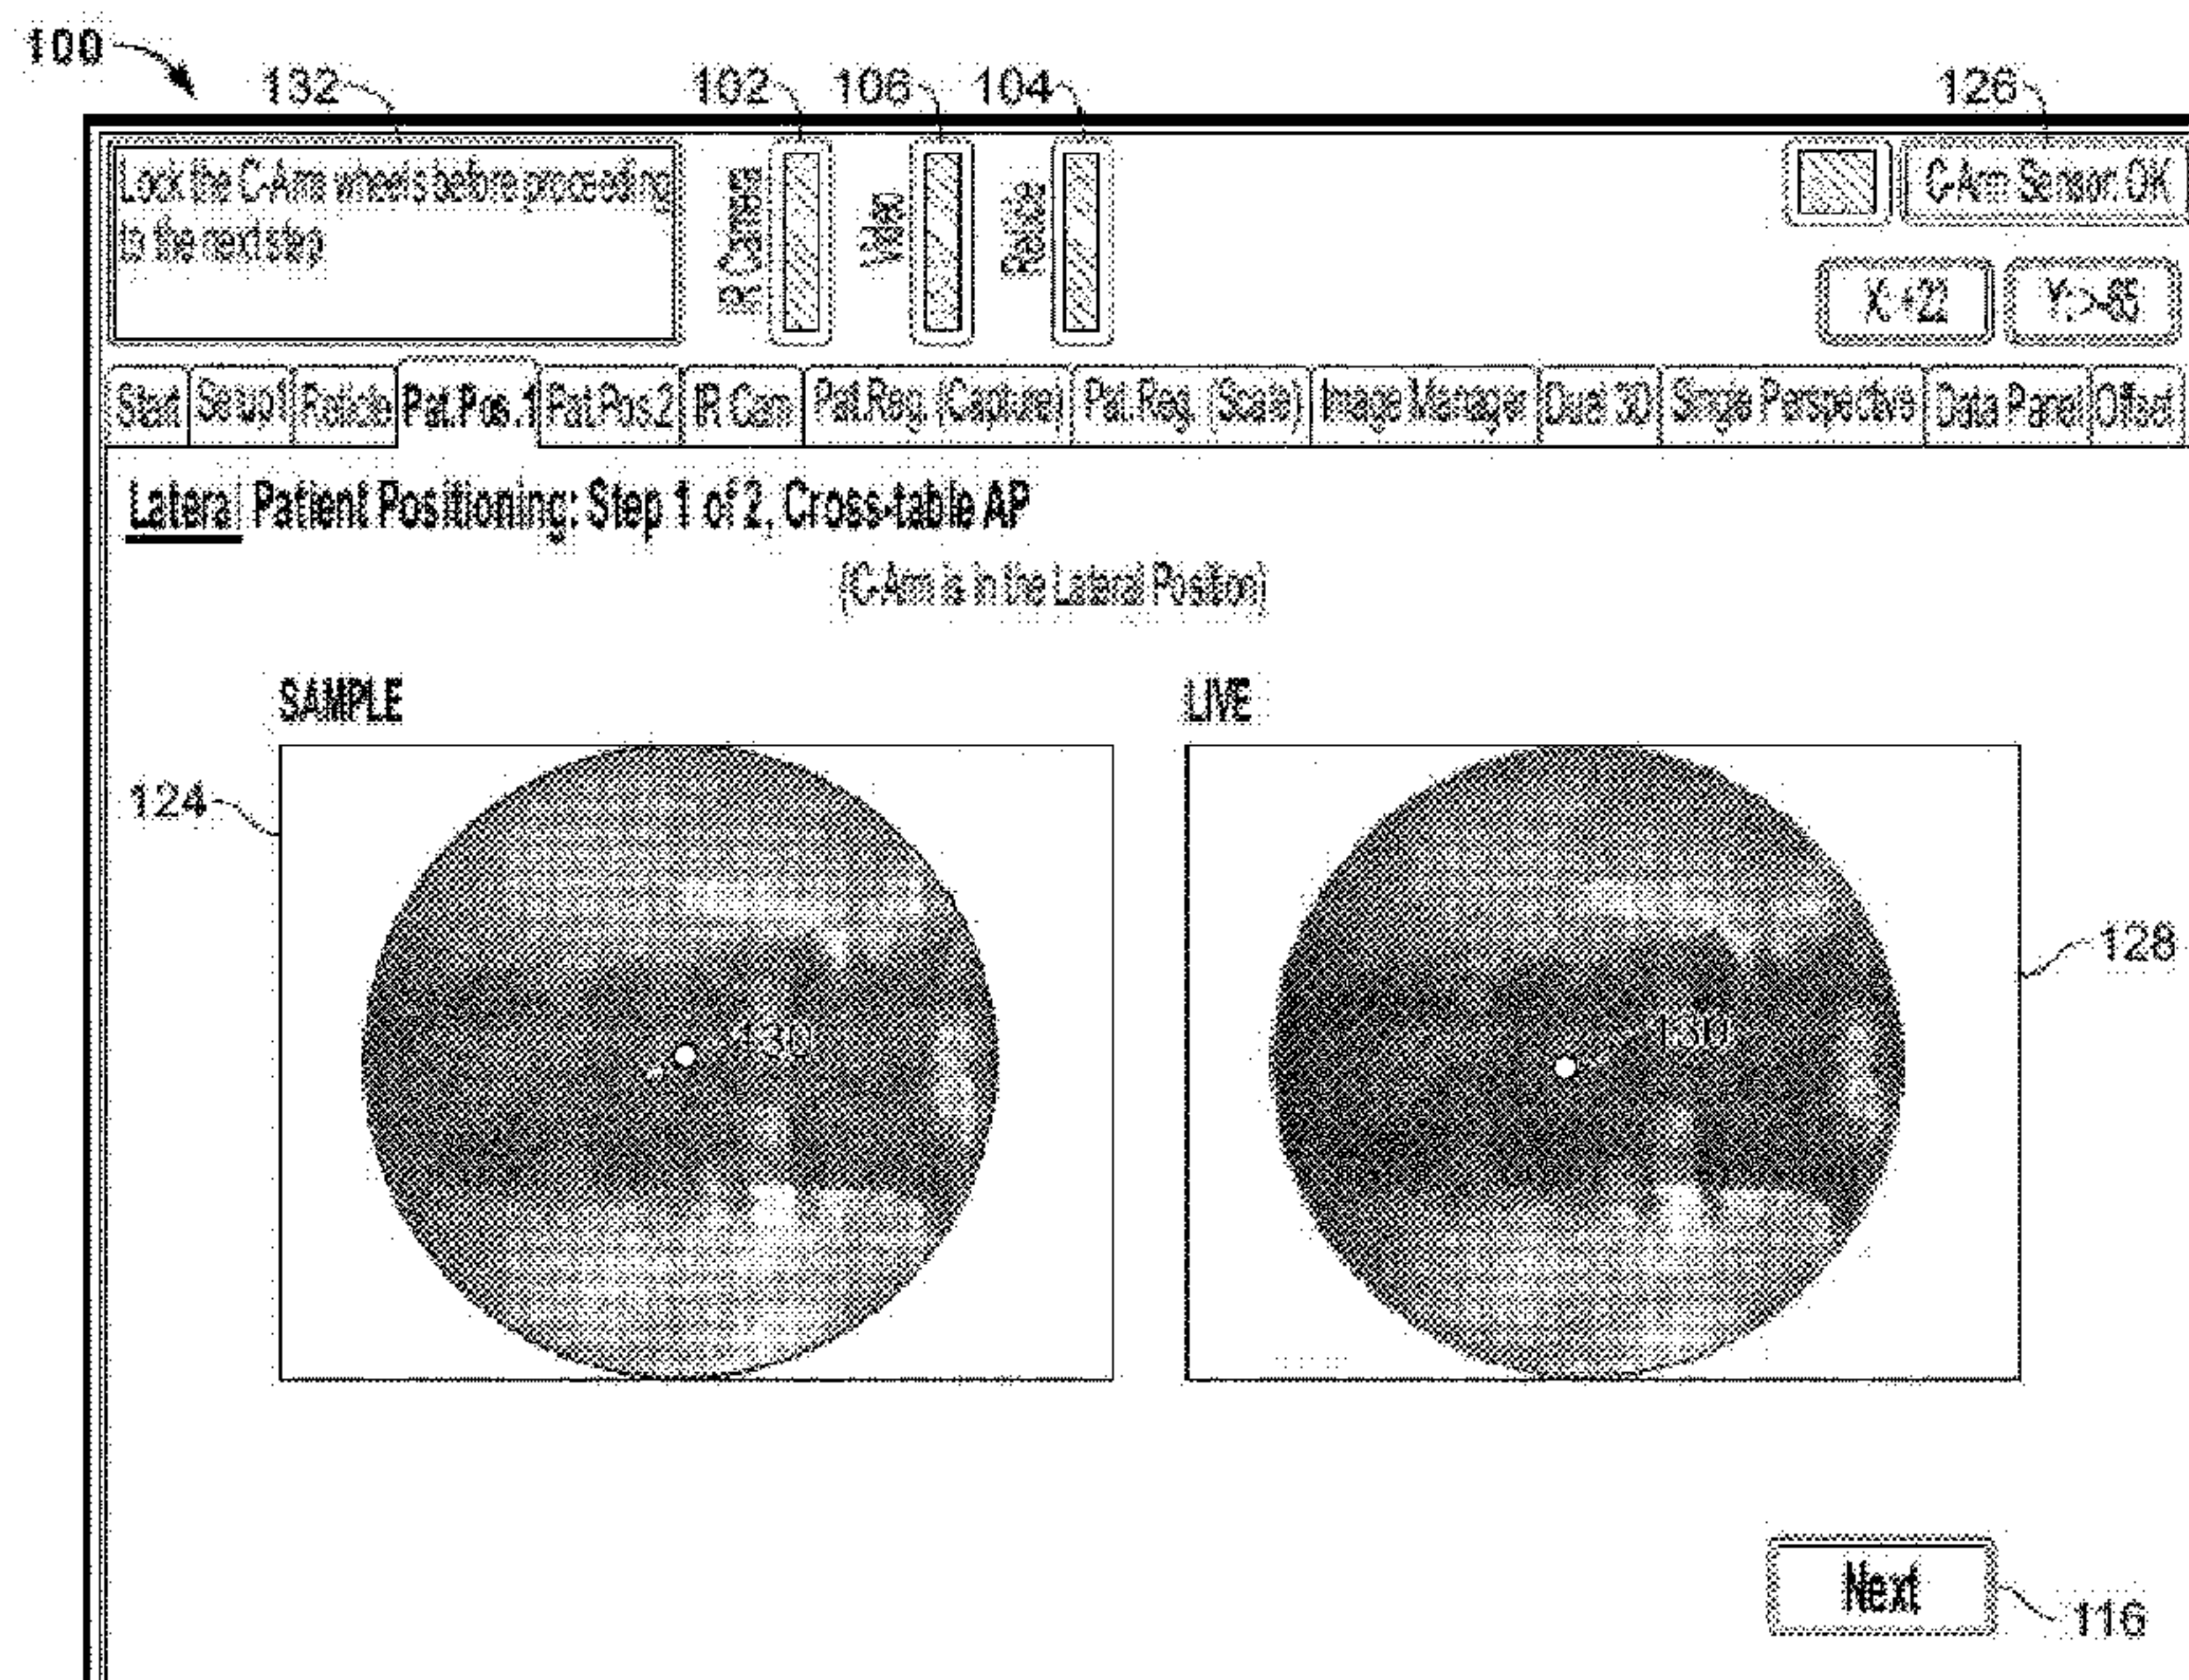 100
132
102
106
104
126
Lock the C-Arm wheels before proceeding
to the next step
IR Camera
Video
Reticle
C-Arm Sensor: OK
X: +22
Start
Setup1
Reticle
Pat.Pos.1
Pat.Pos.2
IR Cam
Pat.Reg. (Capture)
Pat.Reg. (Scale)
Image Manager
Dual 3D
Single Perspective
Data Panel
Offset
Lateral Patient Positioning: Step 1 of 2, Cross-table AP
(C-Arm is in the Lateral Position)
SAMPLE
LIVE
124
128
130
130
Next
116